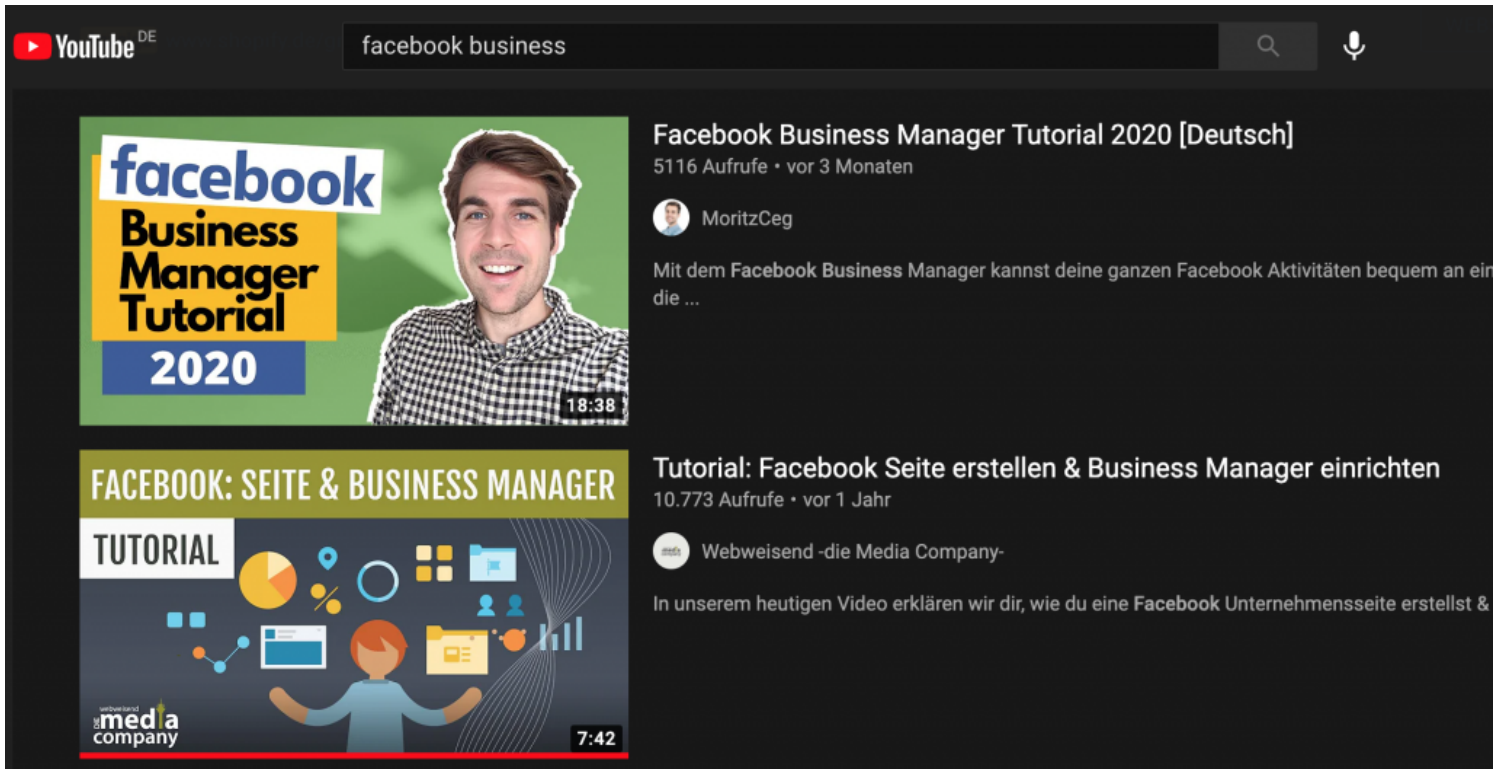 YouTube DE
facebook business
facebook
Business
Manager
Tutorial
2020
18:38
Facebook Business Manager Tutorial 2020 [Deutsch]
5116 Aufrufe • vor 3 Monaten
MoritzCeg
Mit dem Facebook Business Manager kannst deine ganzen Facebook Aktivitäten bequem an ein
die ...
FACEBOOK: SEITE & BUSINESS MANAGER
TUTORIAL
webweisend
DIE media
company
7:42
Tutorial: Facebook Seite erstellen & Business Manager einrichten
10.773 Aufrufe • vor 1 Jahr
Webweisend -die Media Company-
In unserem heutigen Video erklären wir dir, wie du eine Facebook Unternehmensseite erstellst &